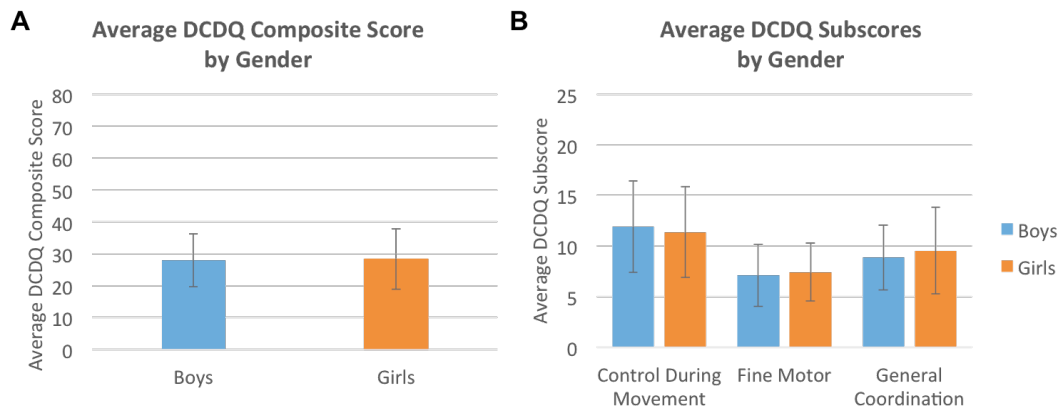 A
Average DCDQ Composite Score
by Gender
Average DCDQ Composite Score
80
70
60
50
40
30
20
10
0
Boys
Girls
B
Average DCDQ Subscores
by Gender
Average DCDQ Subscore
25
20
15
10
5
0
Control During
Movement
Fine Motor
General
Coordination
Boys
Girls